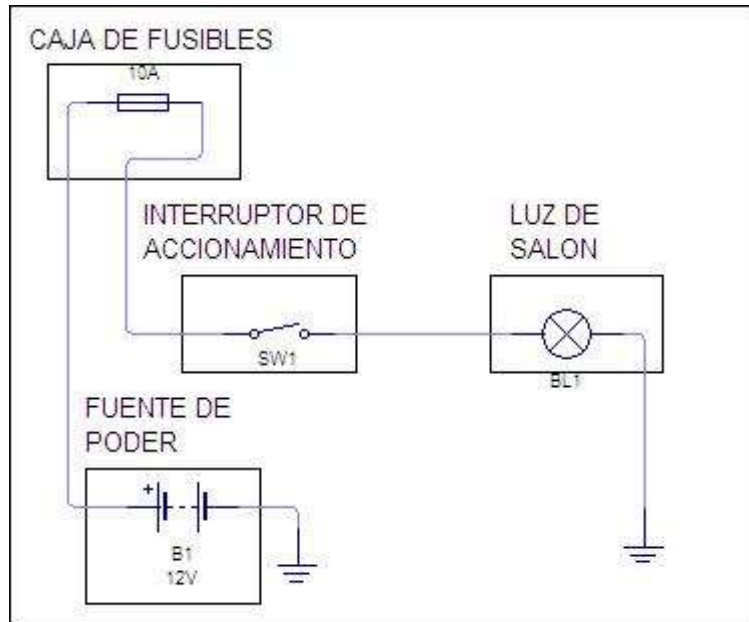 CAJA DE FUSIBLES
10A
INTERRUPTOR DE
ACCIONAMIENTO
SW1
LUZ DE
SALON
BL1
FUENTE DE
PODER
+
B1
12V